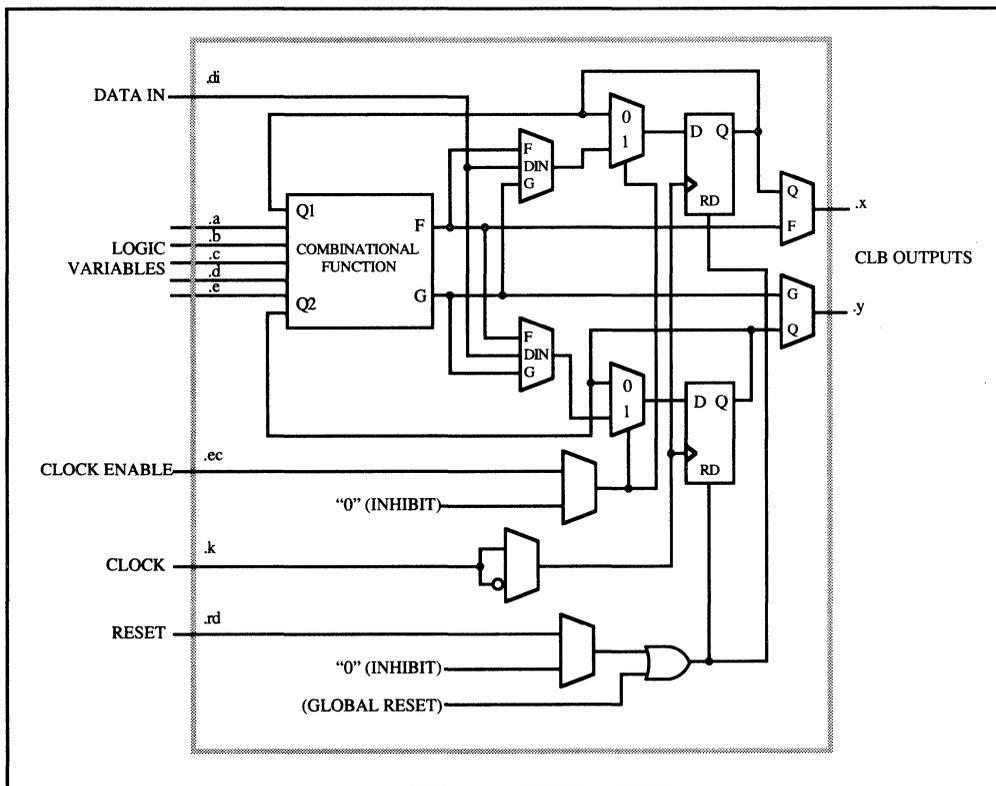 .di
DATA IN
0
1
D Q
RD
F
DIN
G
Q
F
.x
Q1
F
COMBINATIONAL
FUNCTION
G
Q2
.a
.b
.c
.d
.e
LOGIC
VARIABLES
CLB OUTPUTS
G
Q
.y
F
DIN
G
0
1
D Q
RD
.ec
CLOCK ENABLE
“0” (INHIBIT)
.k
CLOCK
.rd
RESET
“0” (INHIBIT)
(GLOBAL RESET)